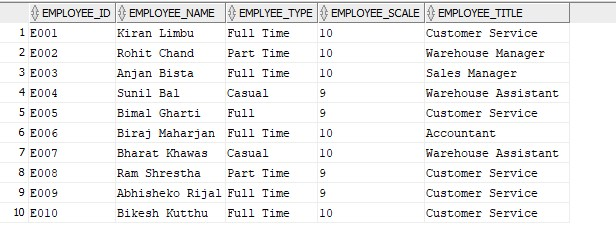 EMPLOYEE_ID EMPLOYEE_NAME EMPLYEE_TYPE EMPLOYEE_SCALE EMPLOYEE_TITLE
1 E001 Kiran Limbu Full Time 10 Customer Service
2 E002 Rohit Chand Part Time 10 Warehouse Manager
3 E003 Anjan Bista Full Time 10 Sales Manager
4 E004 Sunil Bal Casual 9 Warehouse Assistant
5 E005 Bimal Gharti Full 9 Customer Service
6 E006 Biraj Maharjan Full Time 10 Accountant
7 E007 Bharat Khawas Casual 10 Warehouse Assistant
8 E008 Ram Shrestha Part Time 9 Customer Service
9 E009 Abhisheko Rijal Full Time 9 Customer Service
10 E010 Bikesh Kutthu Full Time 10 Customer Service